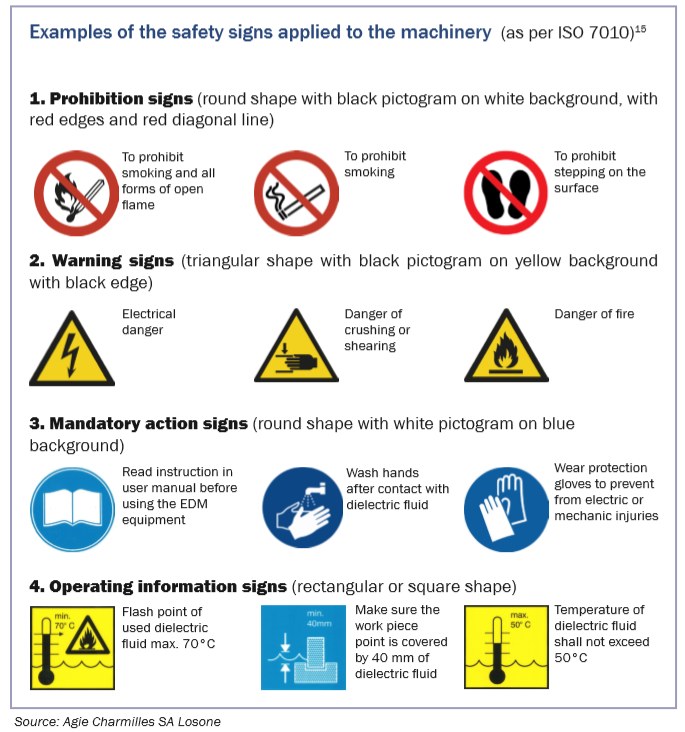 Examples of the safety signs applied to the machinery (as per ISO 7010)15
1. Prohibition signs (round shape with black pictogram on white background, with
red edges and red diagonal line)
To prohibit
smoking and all
forms of open
flame
To prohibit
smoking
To prohibit
stepping on the
surface
2. Warning signs (triangular shape with black pictogram on yellow background
with black edge)
Electrical
danger
Danger of
crushing or
shearing
Danger of fire
3. Mandatory action signs (round shape with white pictogram on blue
background)
Read instruction in
user manual before
using the EDM
equipment
Wash hands
after contact with
dielectric fluid
Wear protection
gloves to prevent
from electric or
mechanic injuries
4. Operating information signs (rectangular or square shape)
min.
70° C
Flash point of
used dielectric
fluid max. 70°C
min.
40mm
Make sure the
work piece
point is covered
by 40 mm of
dielectric fluid
max.
50° C
Temperature of
dielectric fluid
shall not exceed
50°C
Source: Agie Charmilles SA Losone